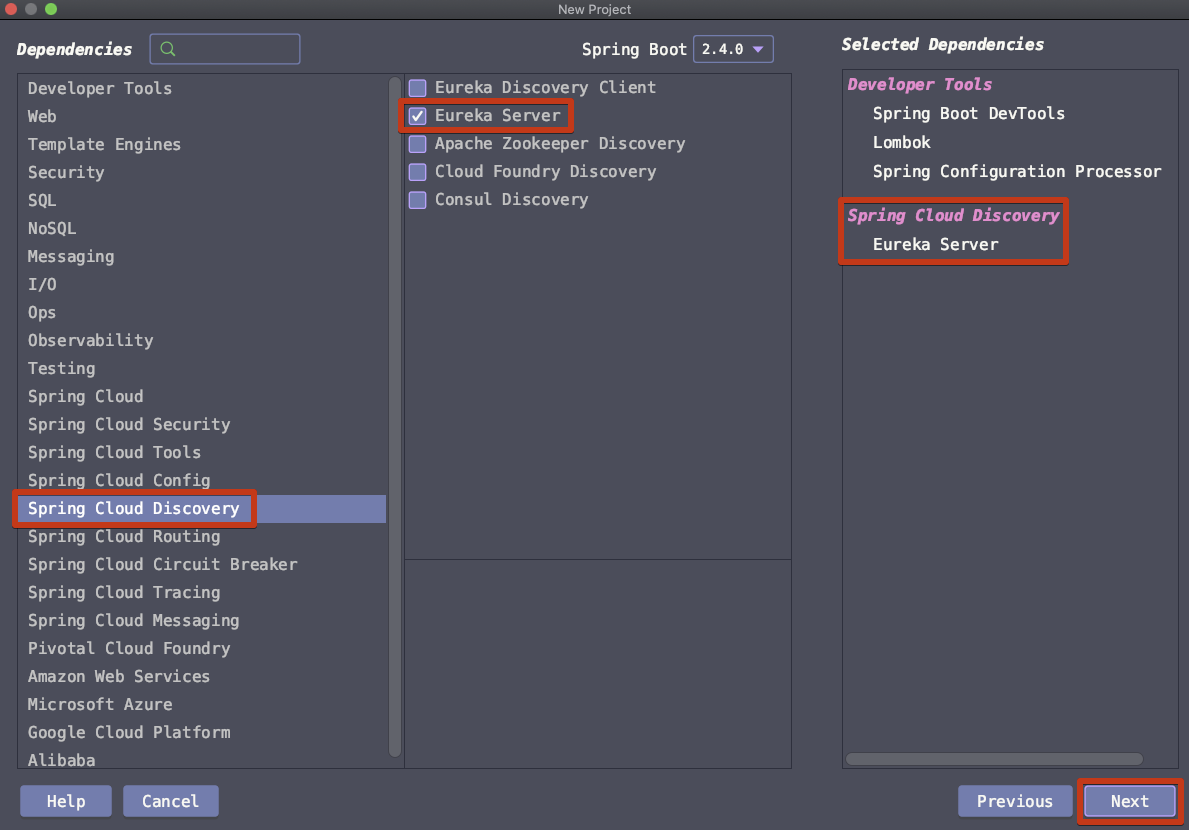 New Project
Dependencies
Spring Boot 2.4.0
Selected Dependencies
Developer Tools
Web
Template Engines
Security
SQL
NoSQL
Messaging
I/O
Ops
Observability
Testing
Spring Cloud
Spring Cloud Security
Spring Cloud Tools
Spring Cloud Config
Spring Cloud Discovery
Spring Cloud Routing
Spring Cloud Circuit Breaker
Spring Cloud Tracing
Spring Cloud Messaging
Pivotal Cloud Foundry
Amazon Web Services
Microsoft Azure
Google Cloud Platform
Alibaba
Eureka Discovery Client
Eureka Server
Apache Zookeeper Discovery
Cloud Foundry Discovery
Consul Discovery
Developer Tools
Spring Boot DevTools
Lombok
Spring Configuration Processor
Spring Cloud Discovery
Eureka Server
Help
Cancel
Previous
Next